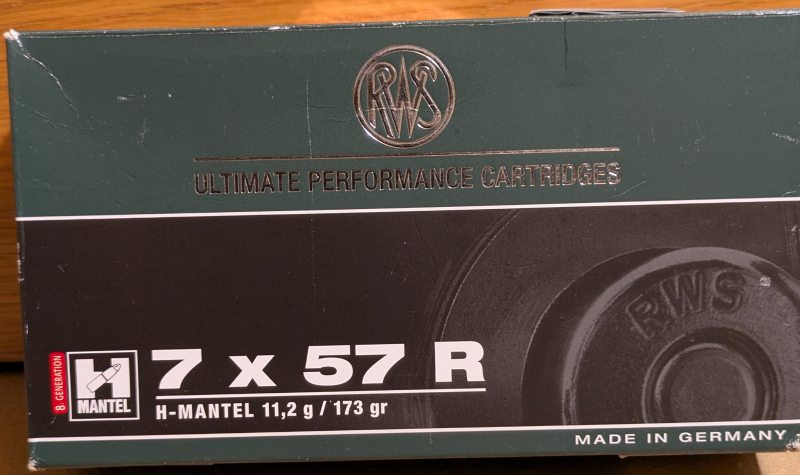 RWS
ULTIMATE PERFORMANCE CARTRIDGES
RWS
8. GENERATION
H
MANTEL
7 x 57 R
H-MANTEL 11,2 g / 173 gr
MADE IN GERMANY